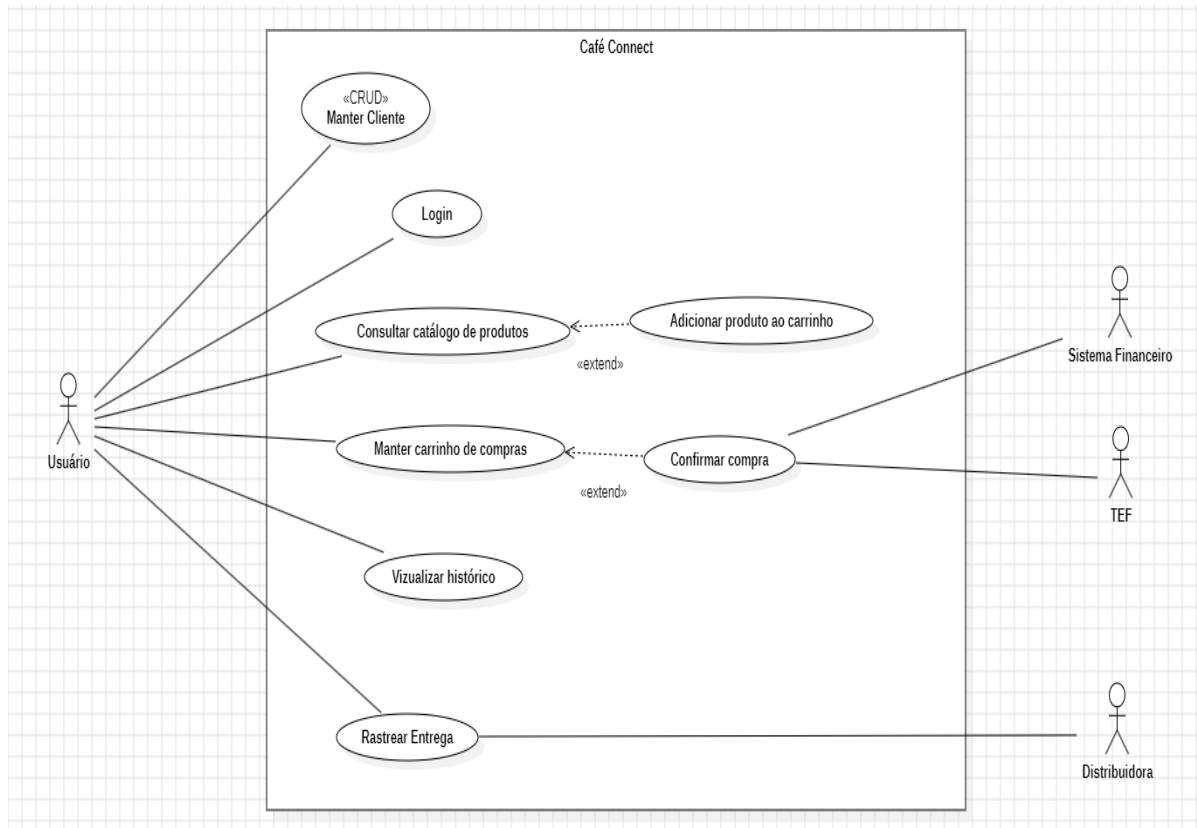 Café Connect
«CRUD»
Manter Cliente
Login
Consultar catálogo de produtos
Adicionar produto ao carrinho
«extend»
Sistema Financeiro
Usuário
Manter carrinho de compras
Confirmar compra
«extend»
TEF
Vizualizar histórico
Rastrear Entrega
Distribuidora